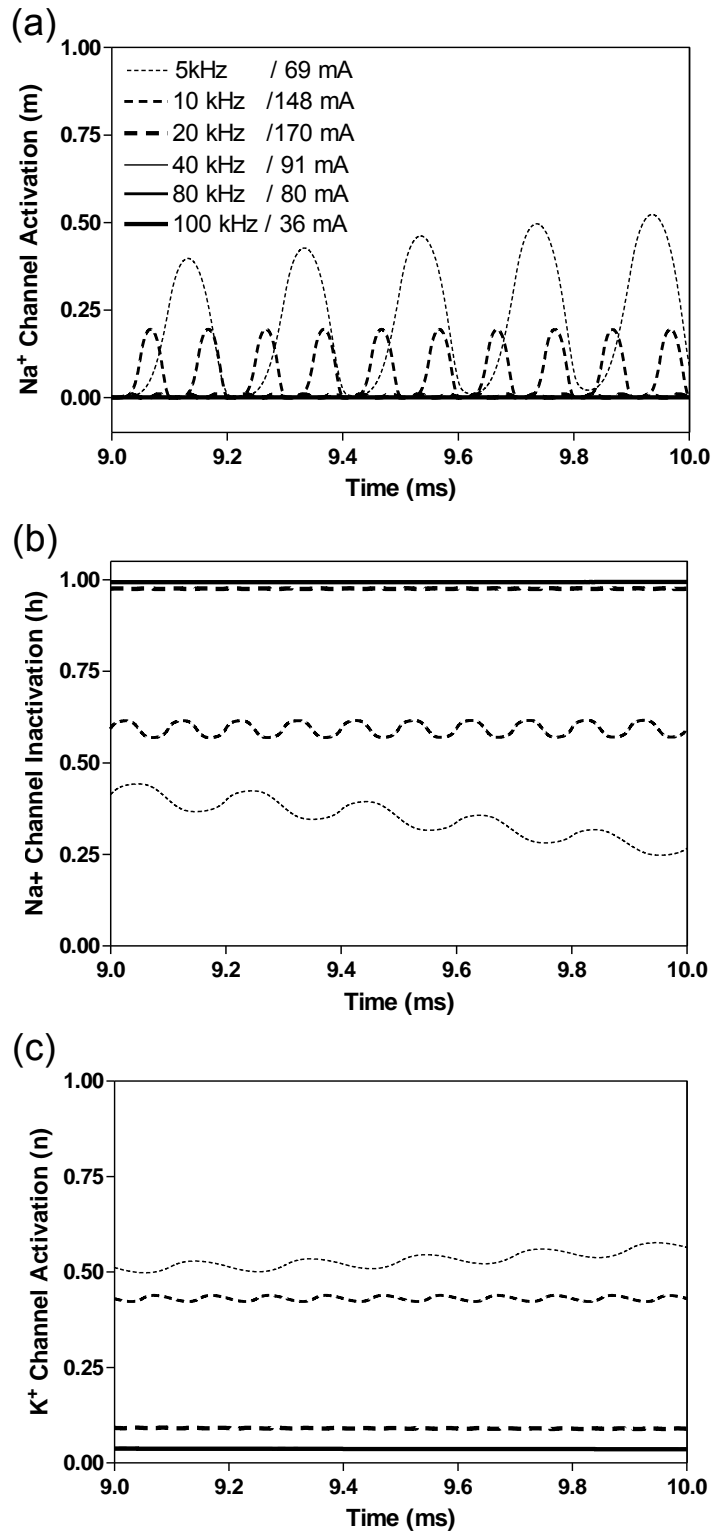 (a)
1.00
0.75
0.50
0.25
0.00
Na⁺ Channel Activation (m)
5kHz / 69 mA
10 kHz /148 mA
20 kHz /170 mA
40 kHz / 91 mA
80 kHz / 80 mA
100 kHz / 36 mA
9.0 9.2 9.4 9.6 9.8 10.0
Time (ms)
(b)
1.00
0.75
0.50
0.25
0.00
Na+ Channel Inactivation (h)
9.0 9.2 9.4 9.6 9.8 10.0
Time (ms)
(c)
1.00
0.75
0.50
0.25
0.00
K⁺ Channel Activation (n)
9.0 9.2 9.4 9.6 9.8 10.0
Time (ms)